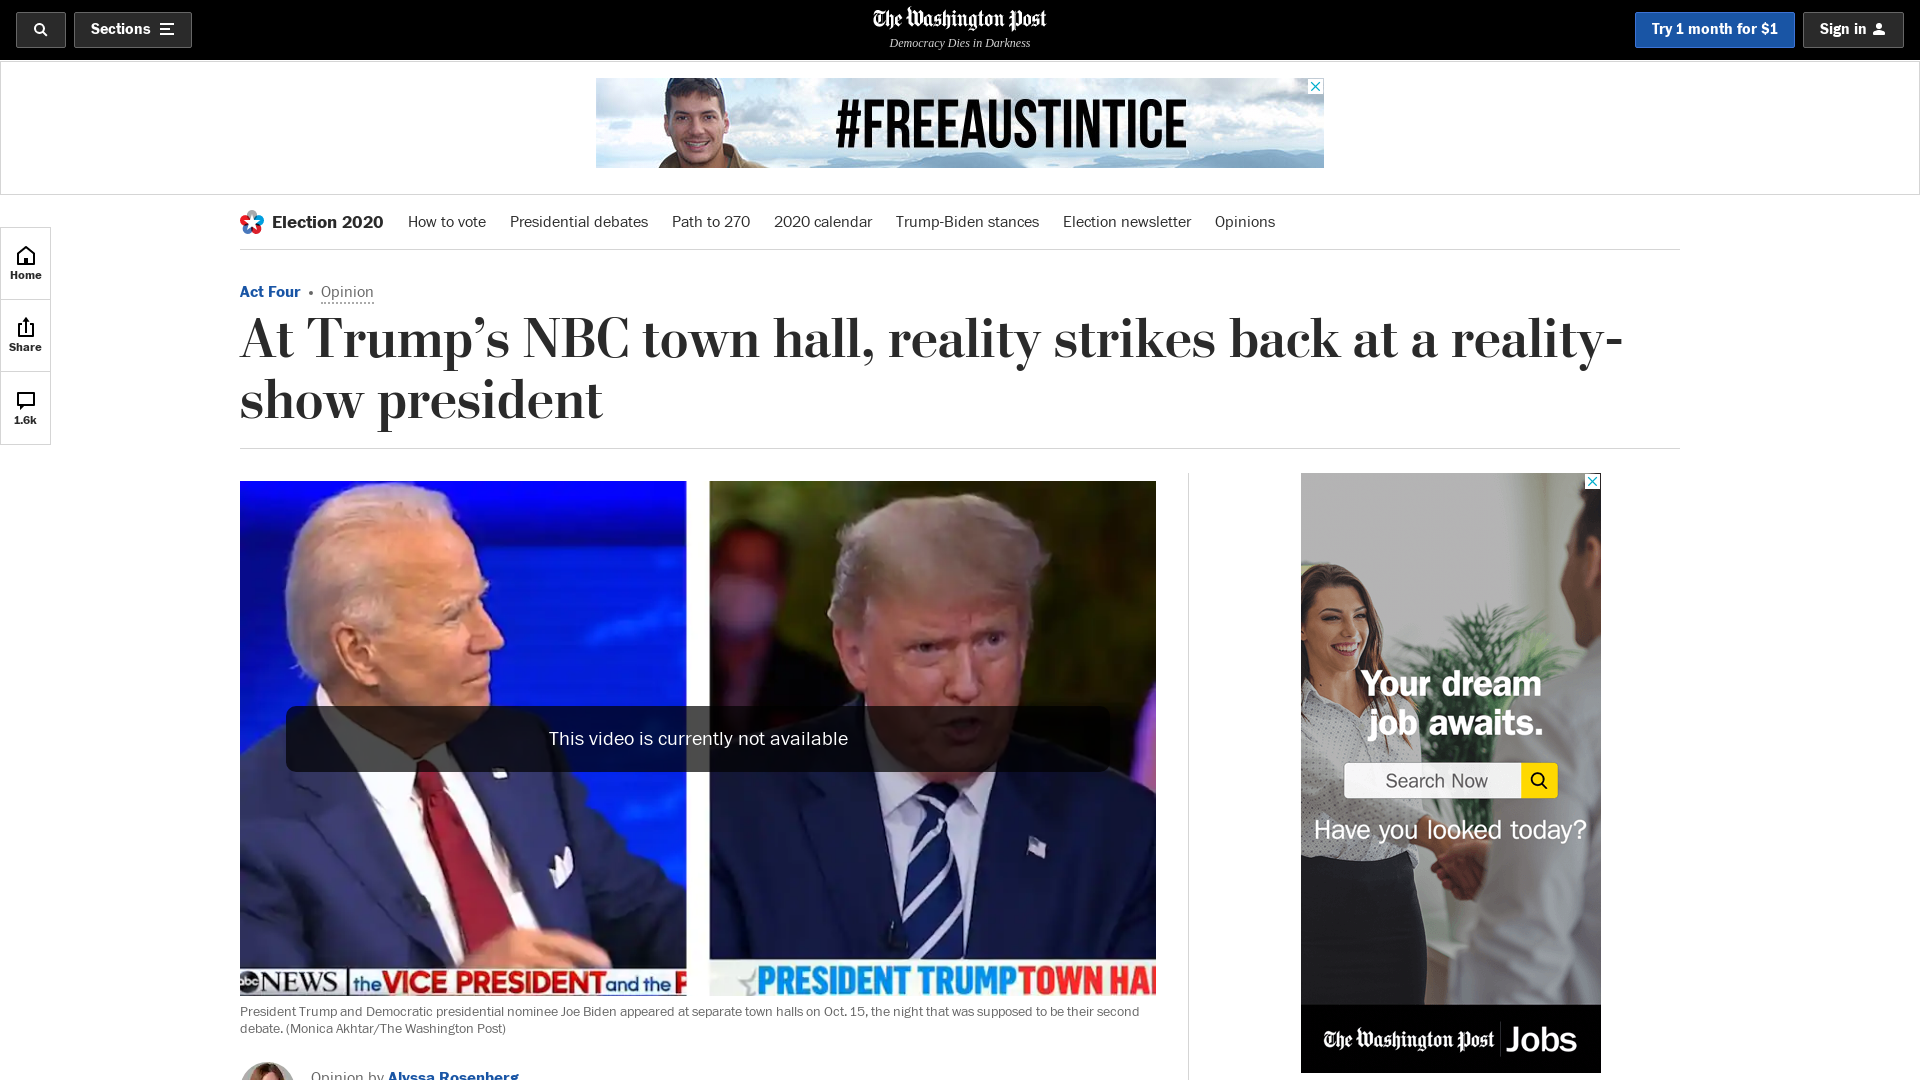 Sections
The Washington Post
Democracy Dies in Darkness
Try 1 month for $1
Sign in
#FREEAUSTINTICE
Election 2020
How to vote
Presidential debates
Path to 270
2020 calendar
Trump-Biden stances
Election newsletter
Opinions
Home
Share
1.6k
Act Four • Opinion
At Trump’s NBC town hall, reality strikes back at a reality-
show president
This video is currently not available
abc NEWS the VICE PRESIDENT and the
PRESIDENT TRUMP TOWN
President Trump and Democratic presidential nominee Joe Biden appeared at separate town halls on Oct. 15, the night that was supposed to be their second
debate. (Monica Akhtar/The Washington Post)
Opinion by Alyssa Rosenberg
Your dream
job awaits.
Search Now
Have you looked today?
The Washington Post Jobs